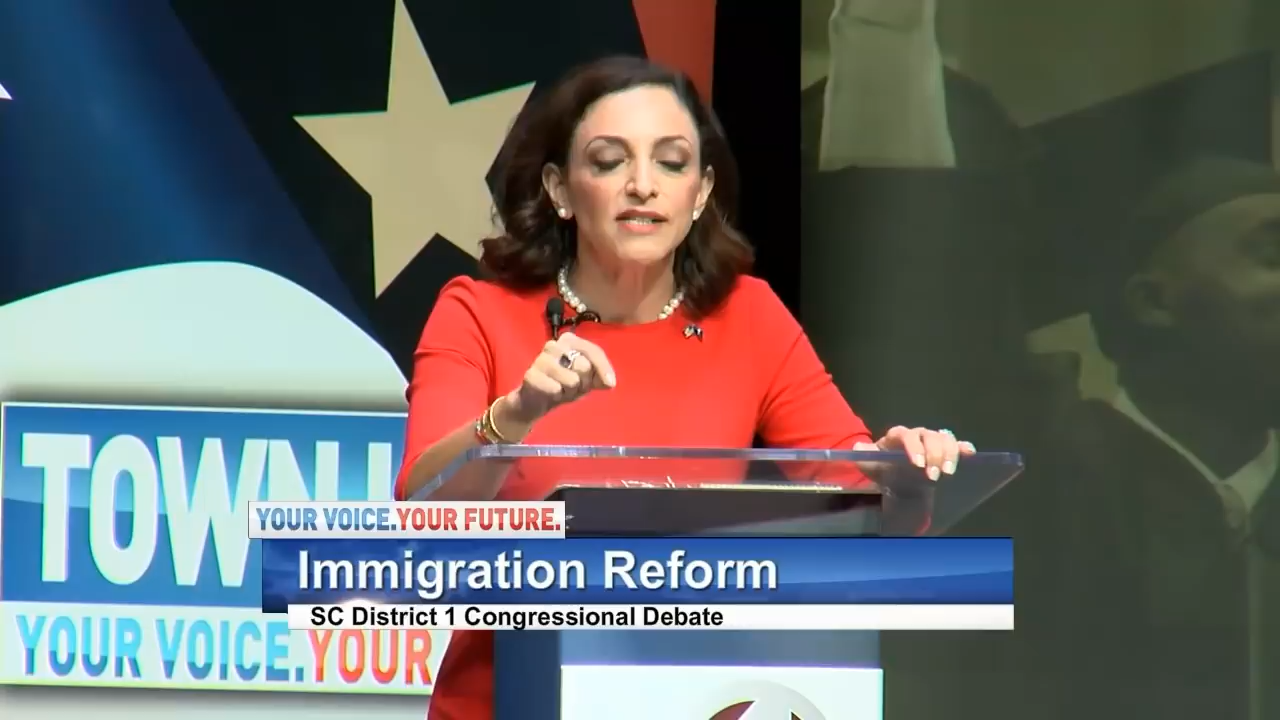 TOWN
YOUR VOICE.YOUR
YOUR VOICE.YOUR FUTURE.
Immigration Reform
SC District 1 Congressional Debate